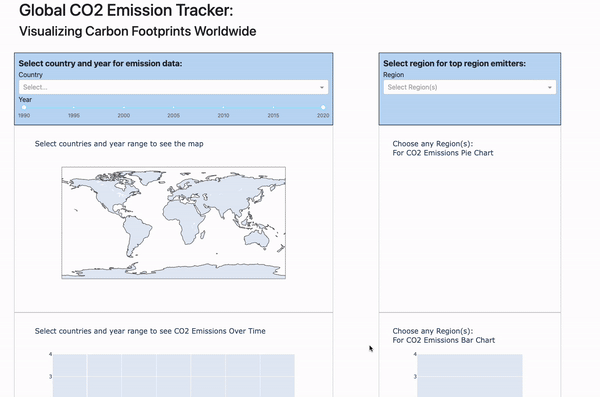 Global CO2 Emission Tracker:
Visualizing Carbon Footprints Worldwide
Select country and year for emission data:
Country
Select...
Year
1990
1995
2000
2005
2010
2015
2020
Select region for top region emitters:
Region
Select Region(s)
Select countries and year range to see the map
Choose any Region(s):
For CO2 Emissions Pie Chart
Select countries and year range to see CO2 Emissions Over Time
4
3
Choose any Region(s):
For CO2 Emissions Bar Chart
4
3